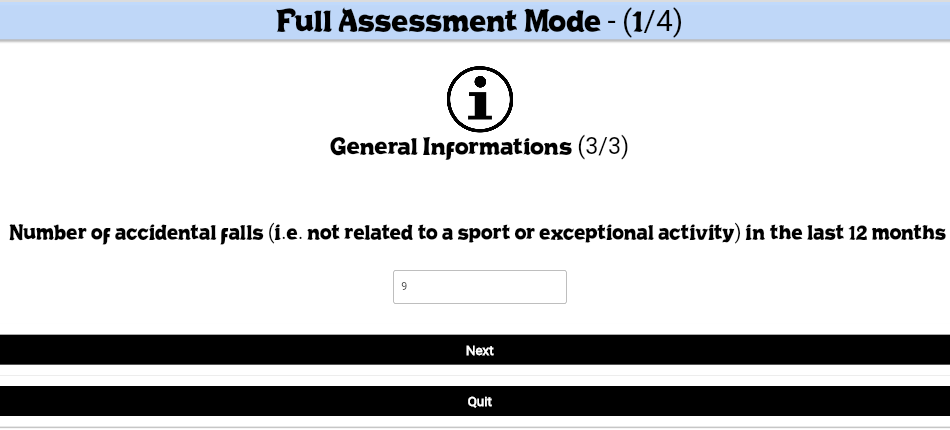 Full Assessment Mode - (1/4)
General Informations (3/3)
Number of accidental falls (i.e. not related to a sport or exceptional activity) in the last 12 months
9
Next
Quit